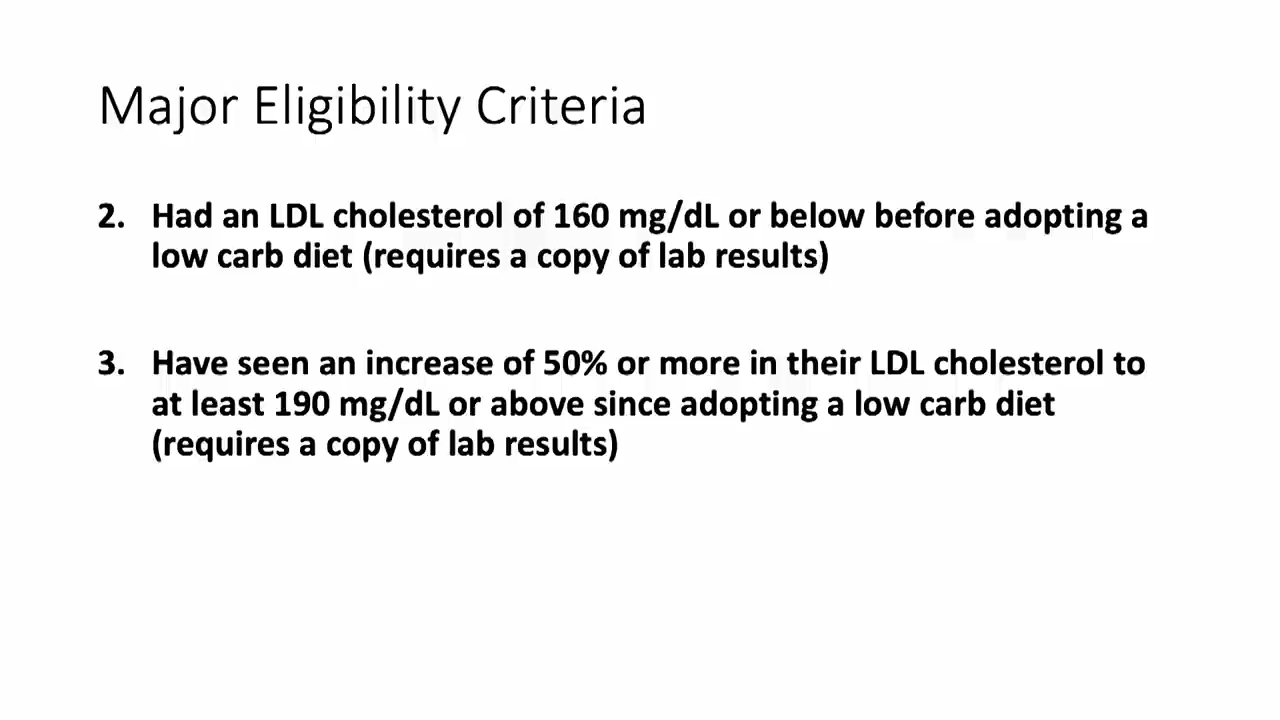 Major Eligibility Criteria
2. Had an LDL cholesterol of 160 mg/dL or below before adopting a
low carb diet (requires a copy of lab results)
3. Have seen an increase of 50% or more in their LDL cholesterol to
at least 190 mg/dL or above since adopting a low carb diet
(requires a copy of lab results)